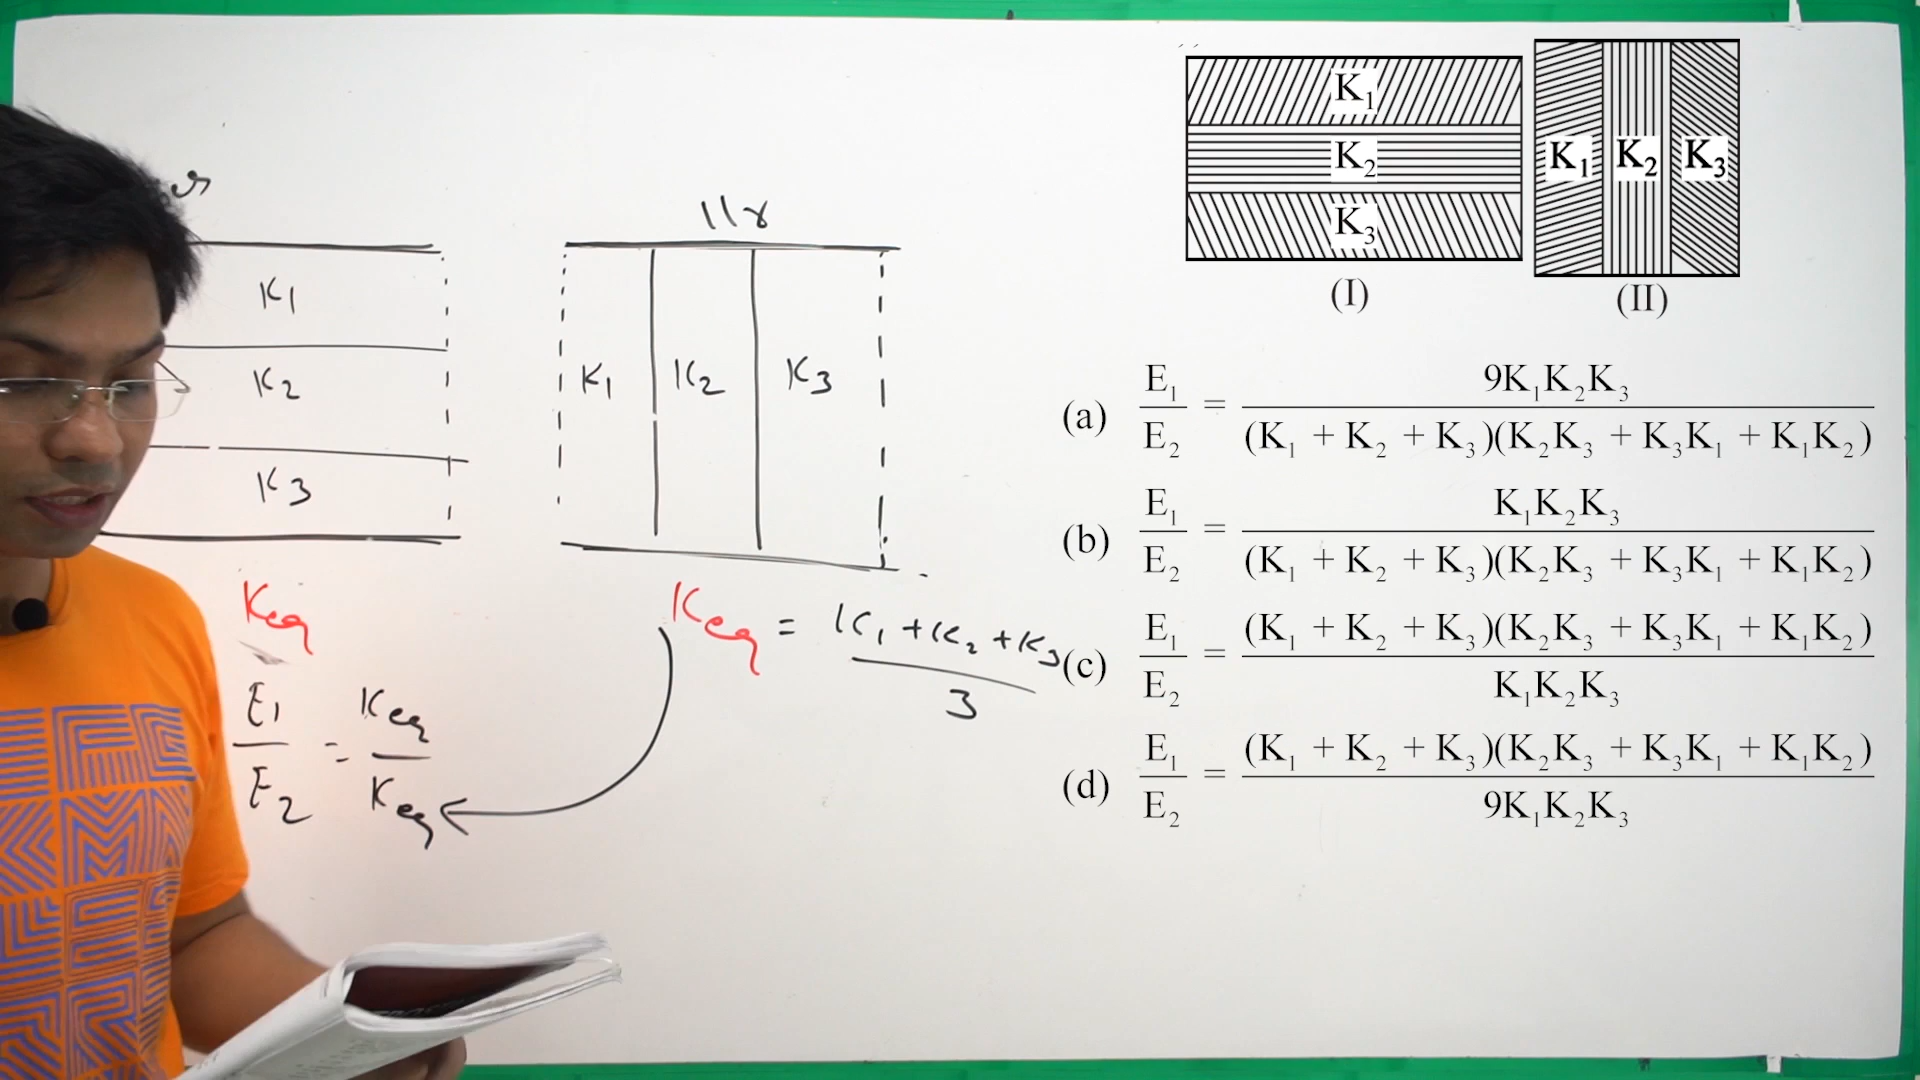 K1
K2
K3
Keq
E1 / E2 = Keq / Keq
11r
K1 K2 K3
Keq = K1 + K2 + K3 / 3
K₁
K₂
K₃
(I)
K₁ K₂ K₃
(II)
(a) E₁ / E₂ = 9K₁K₂K₃ / (K₁ + K₂ + K₃)(K₂K₃ + K₃K₁ + K₁K₂)
(b) E₁ / E₂ = K₁K₂K₃ / (K₁ + K₂ + K₃)(K₂K₃ + K₃K₁ + K₁K₂)
(c) E₁ / E₂ = (K₁ + K₂ + K₃)(K₂K₃ + K₃K₁ + K₁K₂) / K₁K₂K₃
(d) E₁ / E₂ = (K₁ + K₂ + K₃)(K₂K₃ + K₃K₁ + K₁K₂) / 9K₁K₂K₃